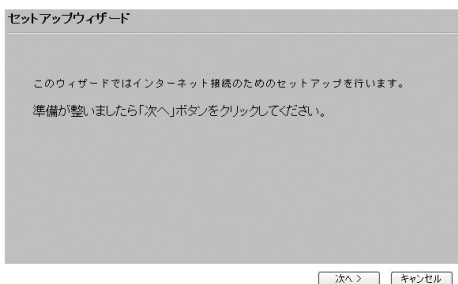 セットアップウィザード
このウィザードではインターネット接続のためのセットアップを行います。
準備が整いましたら「次へ」ボタンをクリックしてください。
次へ >
キャンセル